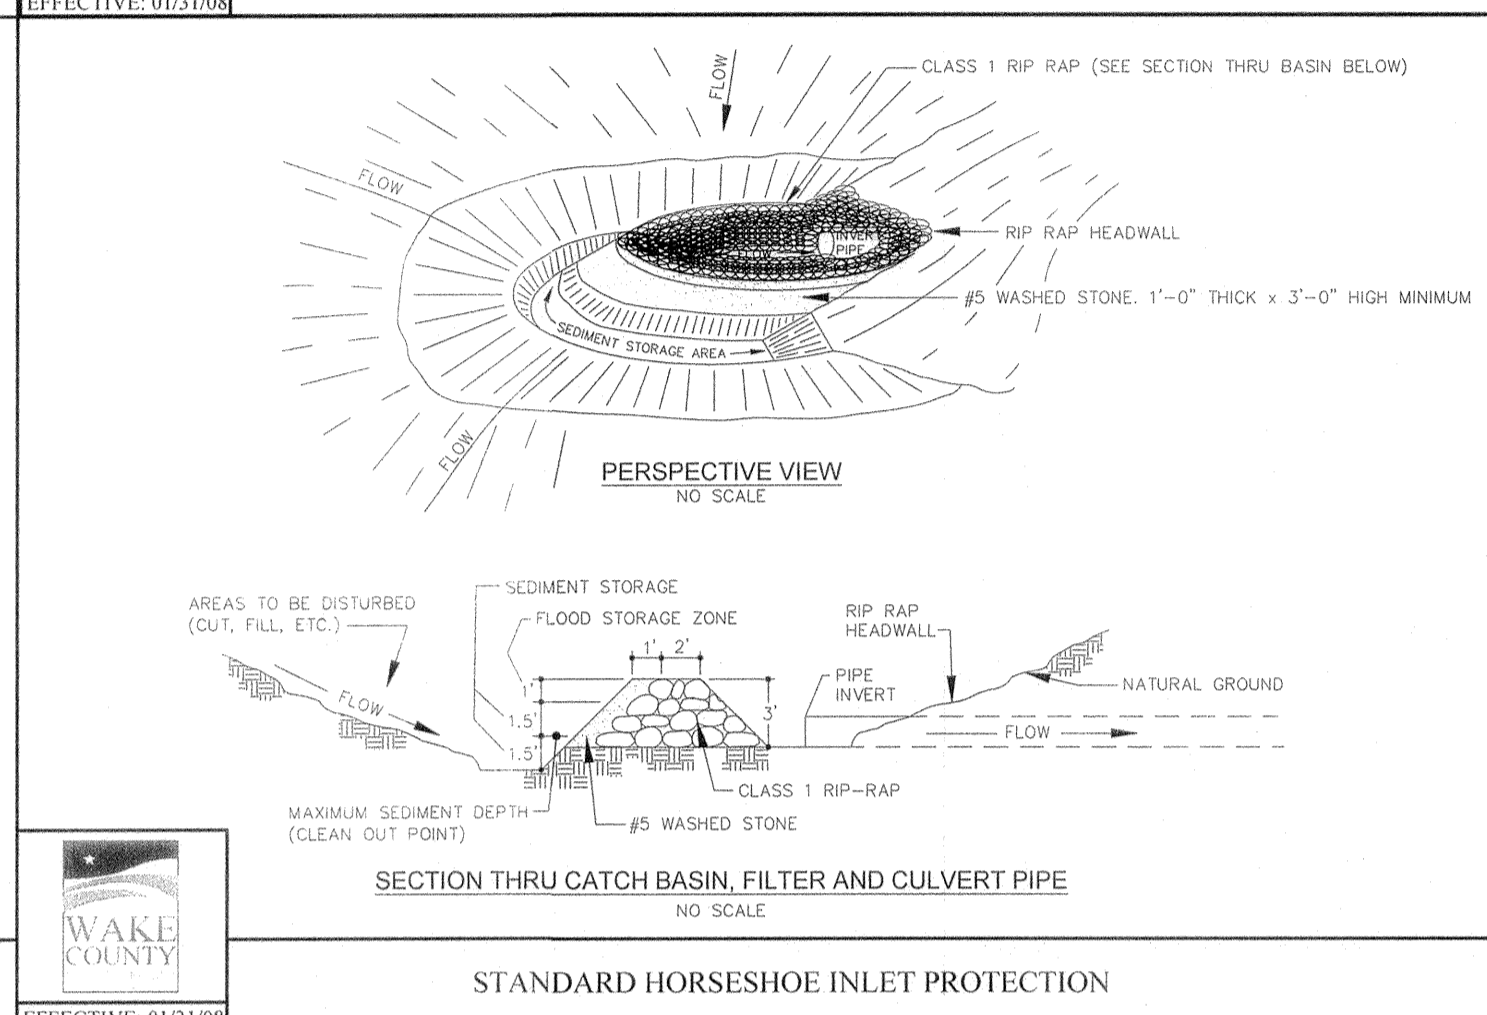 EFFECTIVE: 01/31/08
FLOW
CLASS 1 RIP RAP (SEE SECTION THRU BASIN BELOW)
FLOW
INVERT
PIPE
RIP RAP HEADWALL
FLOW
#5 WASHED STONE. 1'-0" THICK x 3'-0" HIGH MINIMUM
SEDIMENT STORAGE AREA
FLOW
PERSPECTIVE VIEW
NO SCALE
SEDIMENT STORAGE
AREAS TO BE DISTURBED
(CUT, FILL, ETC.)
FLOOD STORAGE ZONE
RIP RAP
HEADWALL
1' 2'
PIPE
INVERT
NATURAL GROUND
1'
FLOW
1.5'
3'
FLOW
1.5'
CLASS 1 RIP-RAP
MAXIMUM SEDIMENT DEPTH
(CLEAN OUT POINT)
#5 WASHED STONE
SECTION THRU CATCH BASIN, FILTER AND CULVERT PIPE
NO SCALE
WAKE
COUNTY
STANDARD HORSESHOE INLET PROTECTION